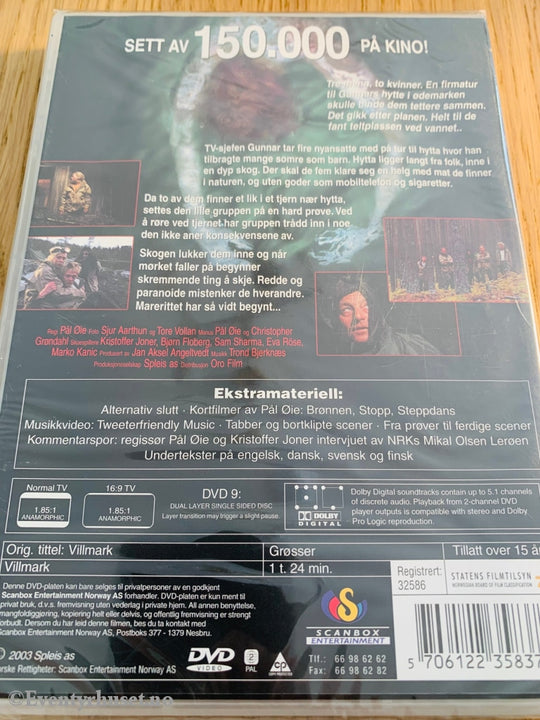 SETT AV 150.000 PÅ KINO!
Tre menn, to kvinner. En firmatur
til Gunnars hytte i ødemarken
skulle binde dem tettere sammen.
Det gikk etter planen. Helt til de
fant teltplassen ved vannet..
TV-sjefen Gunnar tar fire nyansatte med på tur til hytta hvor han
tilbragte mange somre som barn. Hytta ligger langt fra folk, inne i
en dyp skog. Der skal de fem klare seg en helg med mat de finner
i naturen, og uten goder som mobiltelefon og sigaretter.
Da to av dem finner et lik i et tjern nær hytta,
settes den lille gruppen på en hard prøve. Ved
å røre ved tjernet har gruppen trådd inn i noe
den ikke aner konsekvensene av.
Skogen lukker dem inne og når
mørket faller på begynner
skremmende ting å skje. Redde og
paranoide mistenker de hverandre.
Marerittet har så vidt begynt...
Regi Pål Øie Foto Sjur Aarthun og Tore Vollan Manus Pål Øie og Christopher
Grøndahl Skuespillere Kristoffer Joner, Bjørn Floberg, Sam Sharma, Eva Röse,
Marko Kanic Produsert av Jan Aksel Angeltvedt Musikk Trond Bjerknæs
Produksjonsselskap Spleis as Distribusjon Oro Film
Ekstramateriell:
Alternativ slutt · Kortfilmer av Pål Øie: Brønnen, Stopp, Steppdans
Musikkvideo: Tweeterfriendly Music · Tabber og bortklipte scener · Fra prøver til ferdige scener
Kommentarspor: regissør Pål Øie og Kristoffer Joner intervjuet av NRKs Mikal Olsen Lerøen
Undertekster på engelsk, dansk, svensk og finsk
Normal TV
1.85:1
ANAMORPHIC
16:9 TV
1.85:1
ANAMORPHIC
DVD 9:
DUAL LAYER SINGLE SIDED DISC
Layer transition may trigger a slight pause.
DOLBY
DIGITAL
Dolby Digital soundtracks contain up to 5.1 channels
of discrete audio. Playback from 2-channel DVD
player outputs is compatible with stereo and Dolby
Pro Logic reproduction.
Orig. tittel: Villmark
Grøsser
Tillatt over 15 å
Villmark
1 t. 24 min.
Registrert:
32586
STATENS FILMTILSYN
NORWEGIAN BOARD OF FILM CLASSIFICATION
Denne DVD-platen kan bare selges til privatpersoner av en godkjent
Scanbox Entertainment Norway AS forhandler. DVD-platen er kun ment til
privat bruk, d.v.s. fremvisning uten vederlag i private hjem. All annen benyttelse,
mangfoldiggjøring, kopiering helt eller delvis, og offentlig fremvisning er strengt
forbudt. Dersom du har leid denne filmen, bes du ta kontakt med
Scanbox Entertainment Norway AS, Postboks 377 - 1379 Nesbru.
© 2003 Spleis as
orske Rettigheter: Scanbox Entertainment Norway AS
DVD
VIDEO
2
PAL
CP
SCANBOX
ENTERTAINMENT
Tlf.: 66 98 62 62
Fax: 66 98 62 82
5 706122 35837
© Eventyrhuset.no